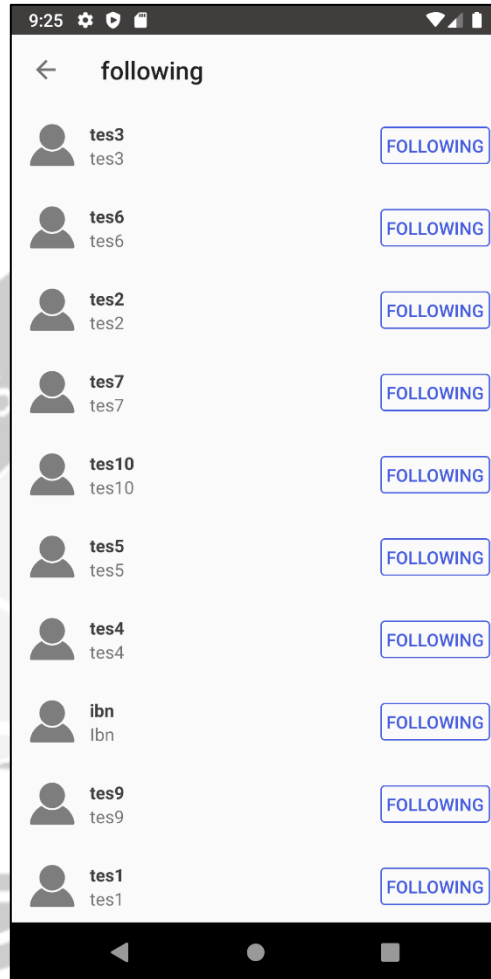 9:25
following
tes3
tes3
FOLLOWING
tes6
tes6
FOLLOWING
tes2
tes2
FOLLOWING
tes7
tes7
FOLLOWING
tes10
tes10
FOLLOWING
tes5
tes5
FOLLOWING
tes4
tes4
FOLLOWING
ibn
Ibn
FOLLOWING
tes9
tes9
FOLLOWING
tes1
tes1
FOLLOWING